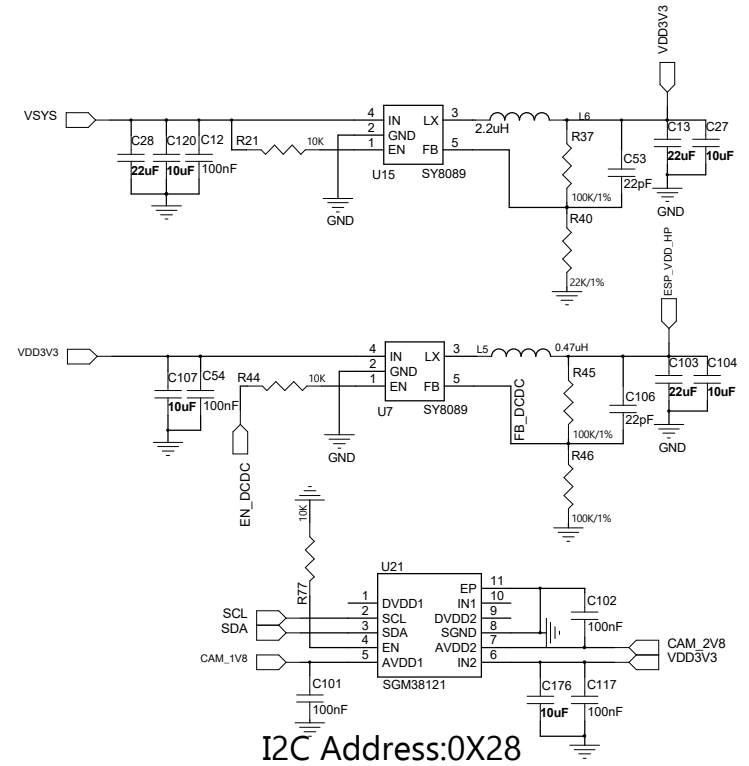 VDD3V3
VSYS
C28
22uF
C120
10uF
C12
100nF
R21
10K
4 IN LX 3
2 GND
1 EN FB 5
U15 SY8089
2.2uH
L6
R37
100K/1%
R40
22K/1%
C53
22pF
C13
22uF
C27
10uF
GND
GND
ESP_VDD_HP
VDD3V3
C107
10uF
C54
100nF
R44
10K
EN_DCDC
4 IN LX 3
2 GND
1 EN FB 5
U7 SY8089
GND
L5
0.47uH
FB_DCDC
R45
100K/1%
R46
100K/1%
C106
22pF
C103
22uF
C104
10uF
GND
10K
R77
U21
EP 11
1 DVDD1 IN1 10
2 SCL DVDD2 9
3 SDA SGND 8
4 EN AVDD2 7
5 AVDD1 IN2 6
SGM38121
SCL
SDA
CAM_1V8
C101
100nF
C102
100nF
CAM_2V8
VDD3V3
C176
10uF
C117
100nF
I2C Address:0X28